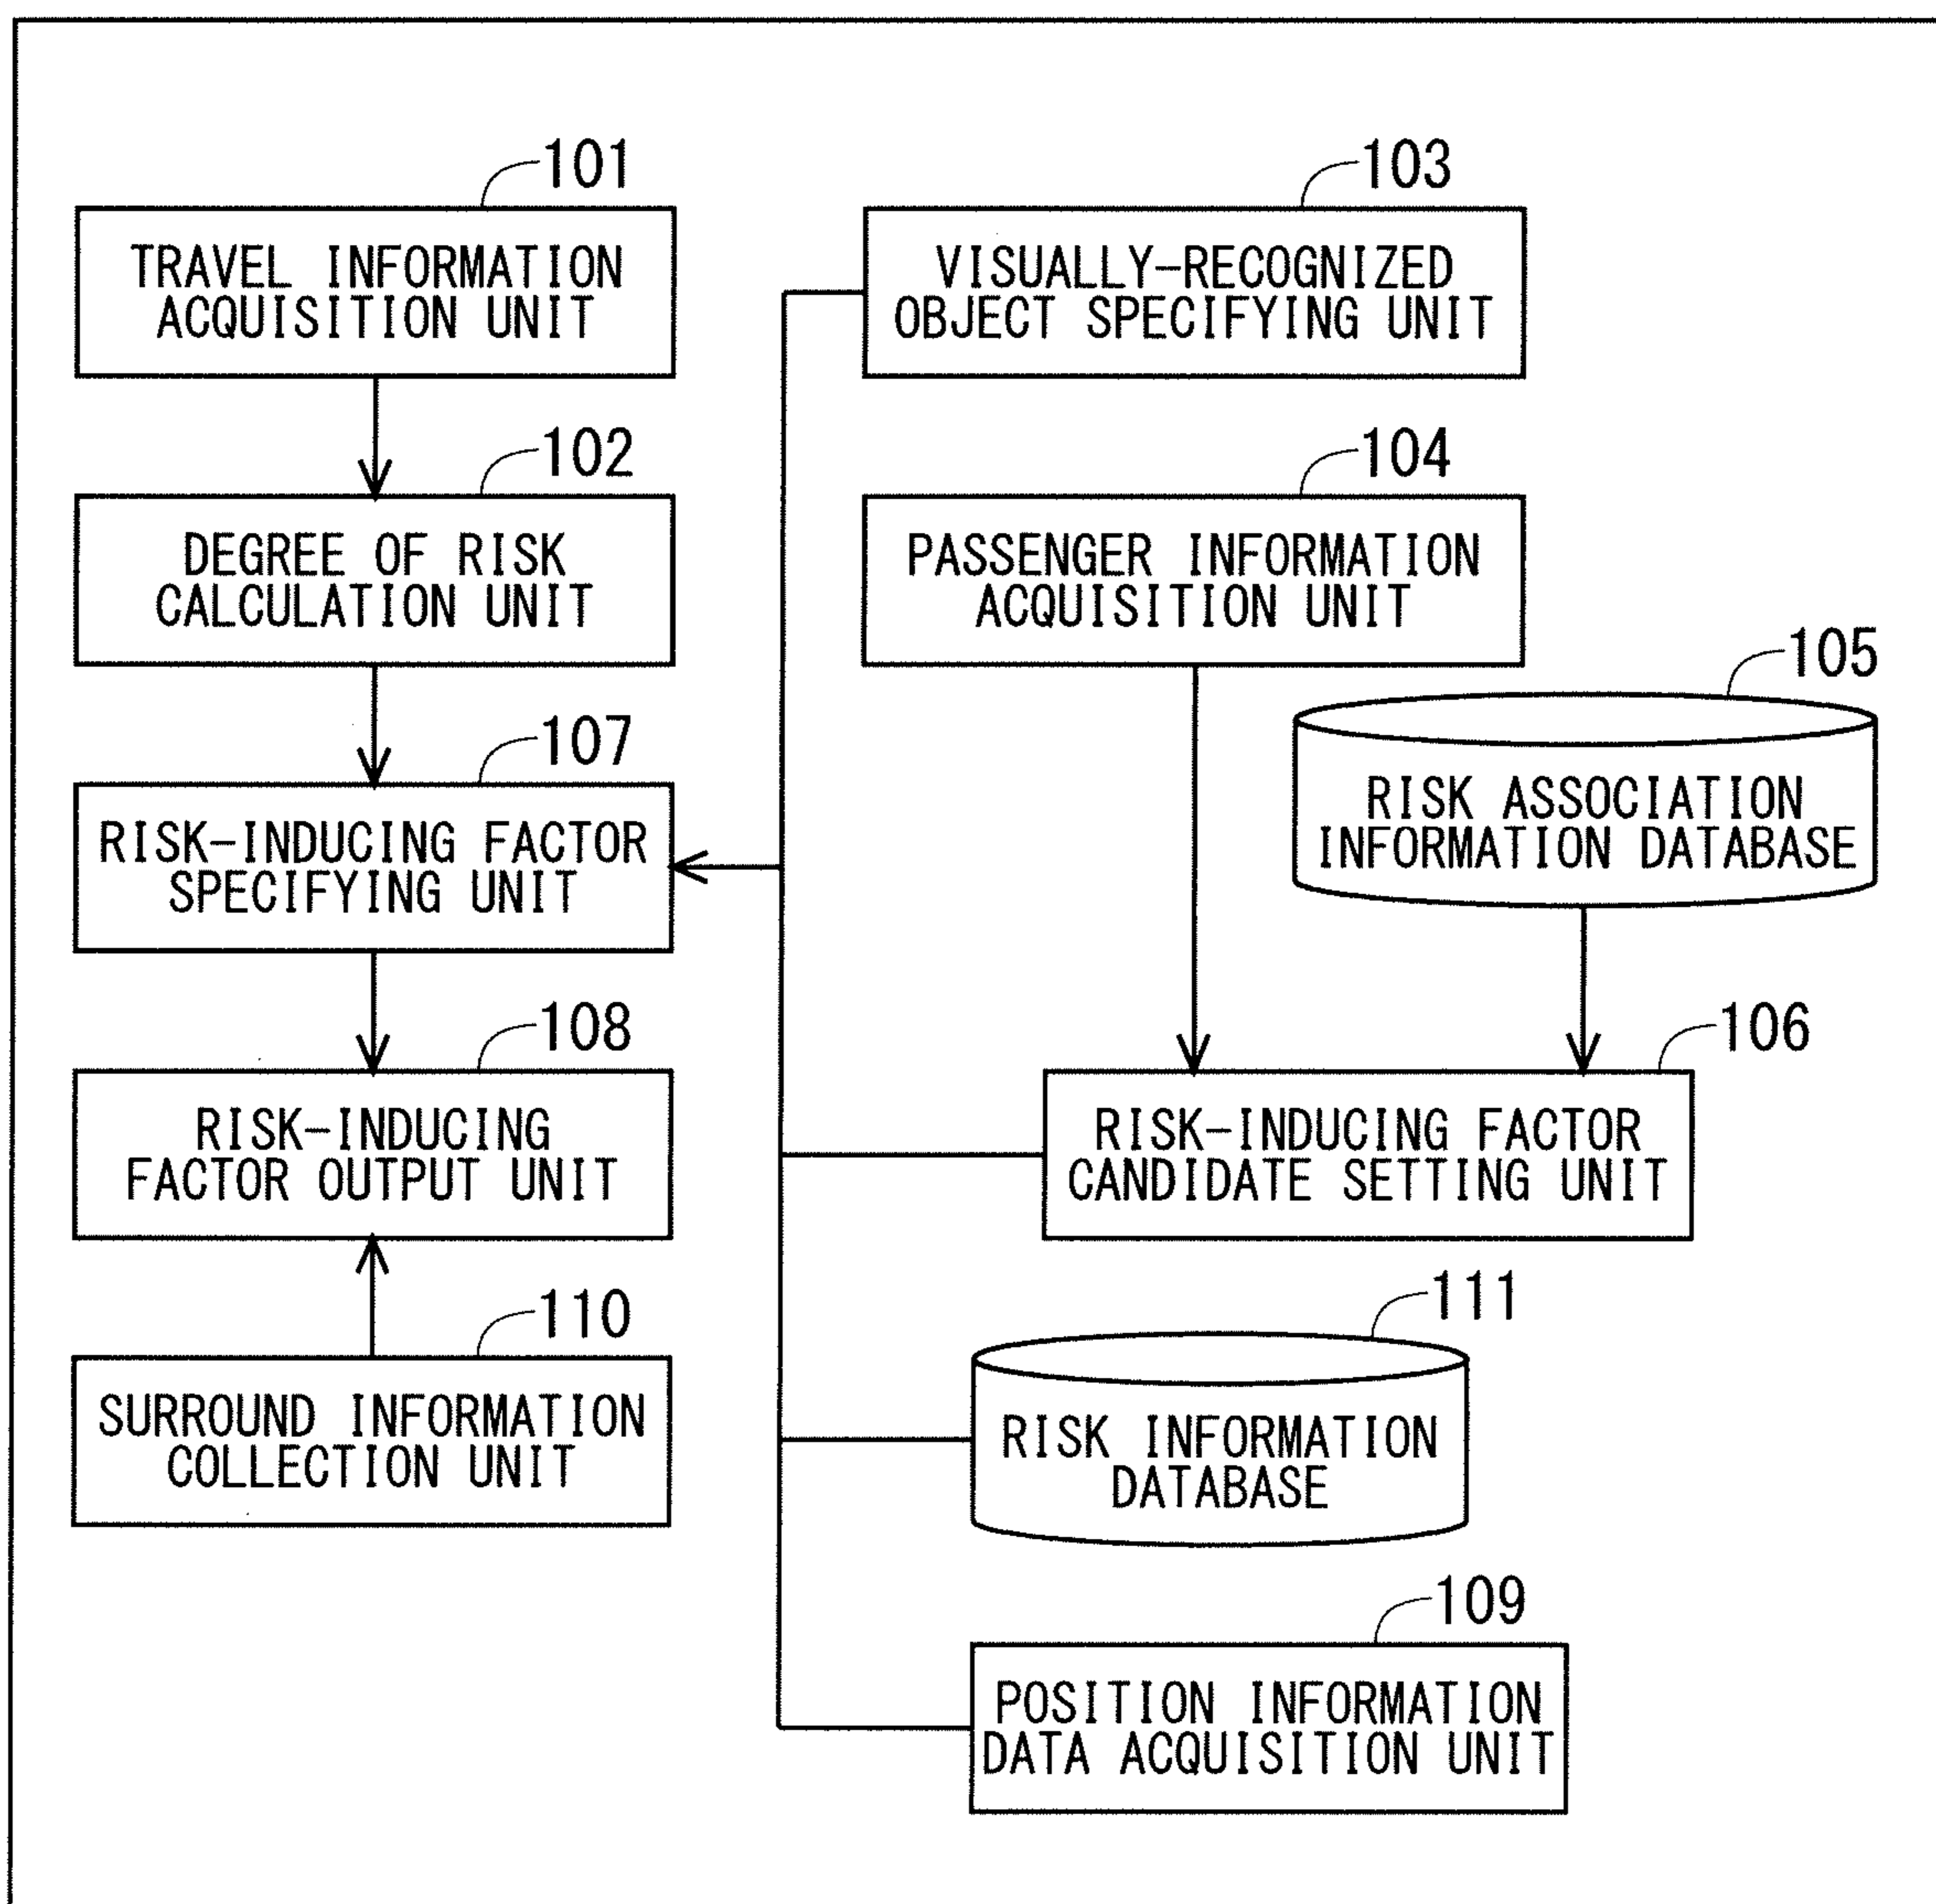 101
TRAVEL INFORMATION
ACQUISITION UNIT
102
DEGREE OF RISK
CALCULATION UNIT
107
RISK-INDUCING FACTOR
SPECIFYING UNIT
108
RISK-INDUCING
FACTOR OUTPUT UNIT
110
SURROUND INFORMATION
COLLECTION UNIT
103
VISUALLY-RECOGNIZED
OBJECT SPECIFYING UNIT
104
PASSENGER INFORMATION
ACQUISITION UNIT
105
RISK ASSOCIATION
INFORMATION DATABASE
106
RISK-INDUCING FACTOR
CANDIDATE SETTING UNIT
111
RISK INFORMATION
DATABASE
109
POSITION INFORMATION
DATA ACQUISITION UNIT